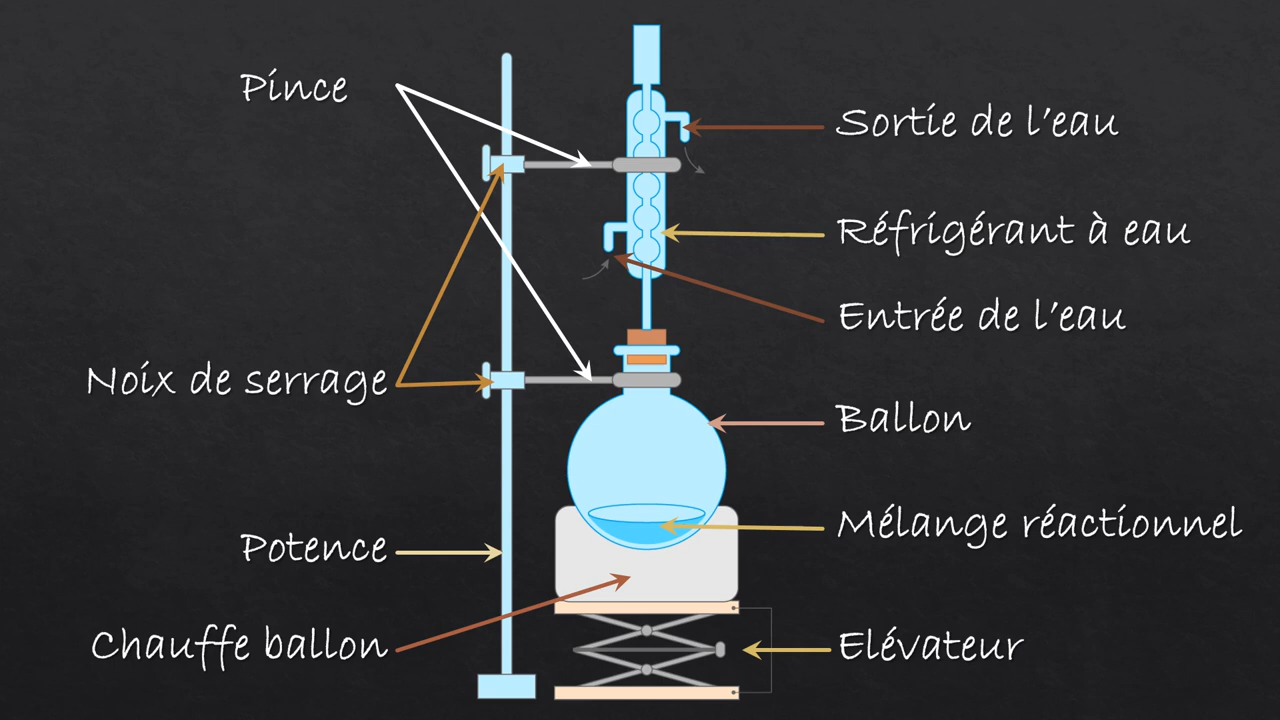 Pince
Sortie de l'eau
Réfrigérant à eau
Entrée de l'eau
Noix de serrage
Ballon
Mélange réactionnel
Potence
Chauffe ballon
Elévateur